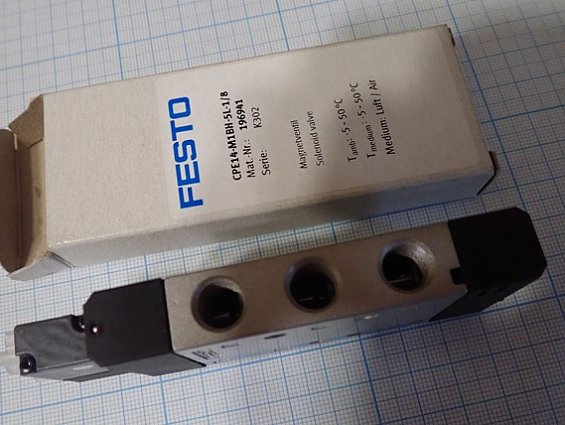 FESTO
CPE14-M1BH-5L-1/8
Mat.-Nr.: 196941
Serie: K302
Magnetventil
Solenoid valve
Tambi: -5 - 50°C
Tmedium: -5 - 50°C
Medium: Luft / Air